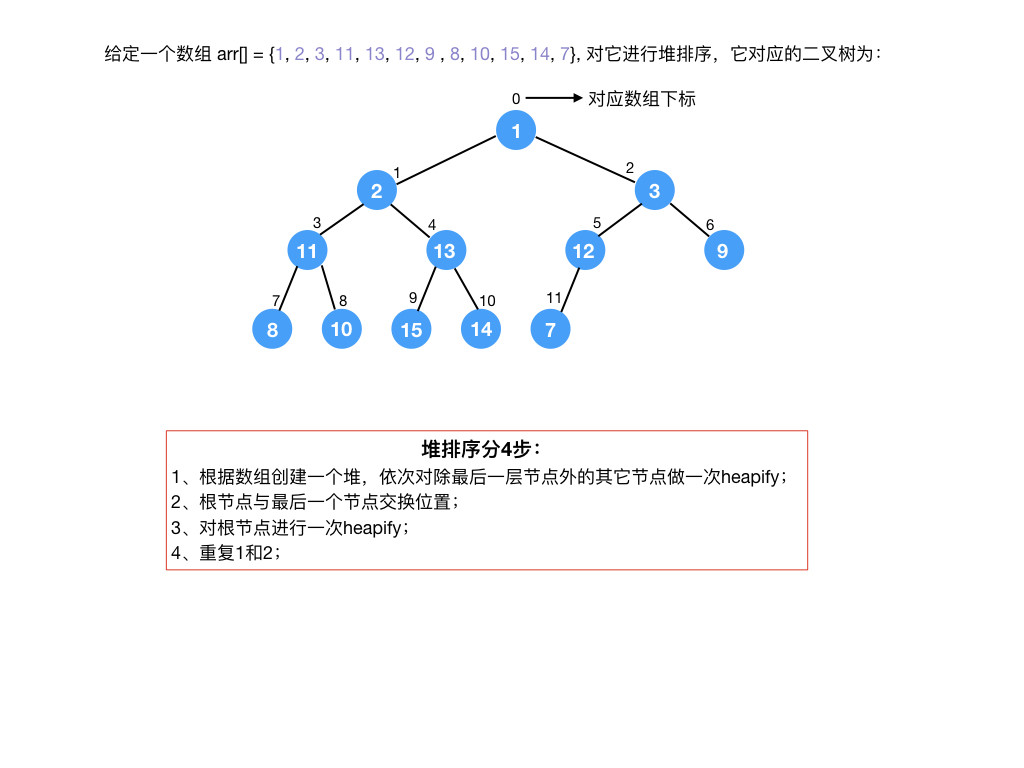 给定一个数组 arr[] = {1, 2, 3, 11, 13, 12, 9 , 8, 10, 15, 14, 7}, 对它进行堆排序，它对应的二叉树为：
0 对应数组下标
1
1 2
2 3
3 4 5 6
11 13 12 9
7 8 9 10 11
8 10 15 14 7
堆排序分4步：
1、根据数组创建一个堆，依次对除最后一层节点外的其它节点做一次heapify；
2、根节点与最后一个节点交换位置；
3、对根节点进行一次heapify；
4、重复1和2；